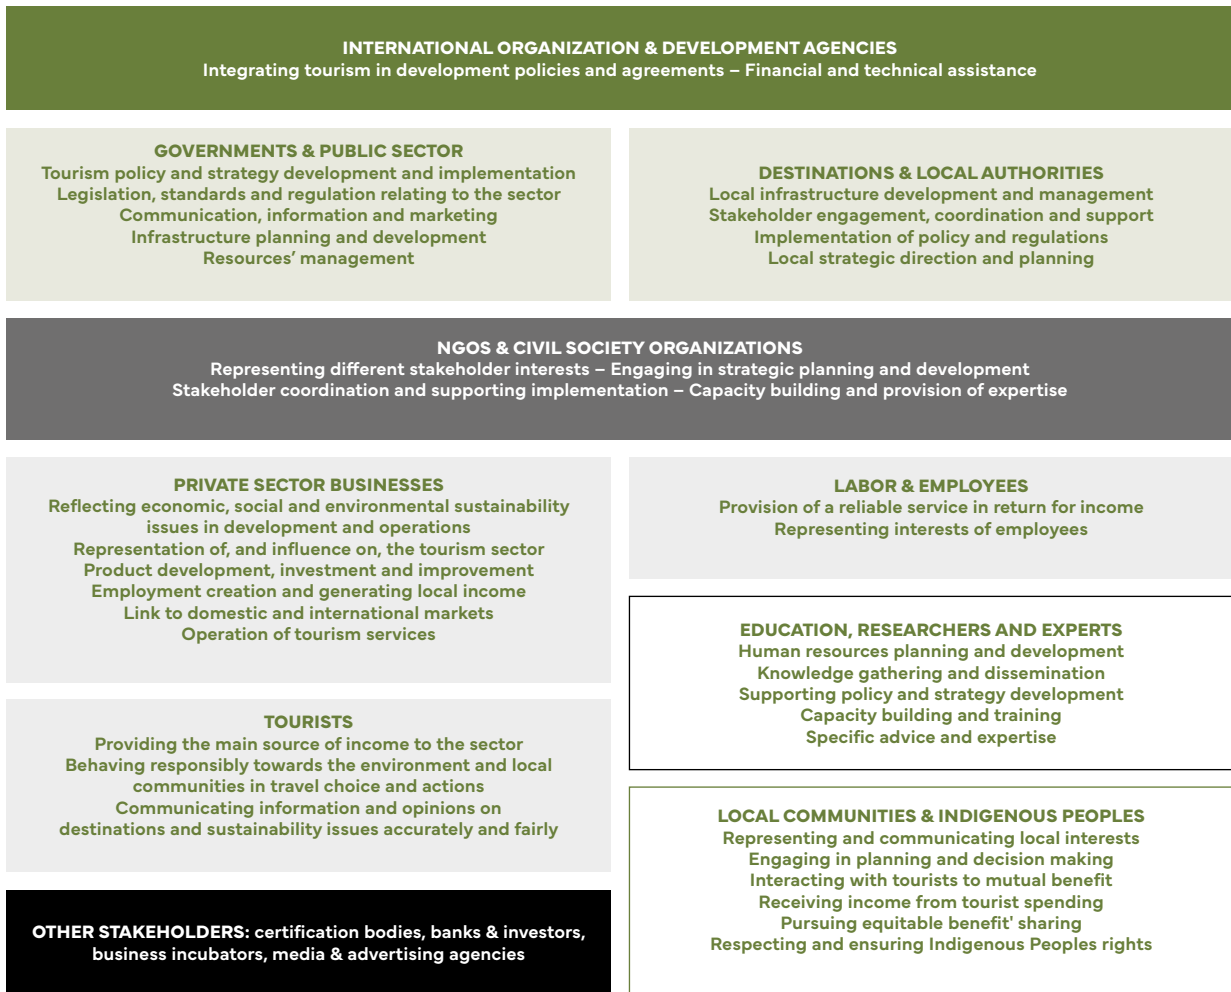 INTERNATIONAL ORGANIZATION & DEVELOPMENT AGENCIES
Integrating tourism in development policies and agreements – Financial and technical assistance
GOVERNMENTS & PUBLIC SECTOR
Tourism policy and strategy development and implementation
Legislation, standards and regulation relating to the sector
Communication, information and marketing
Infrastructure planning and development
Resources’ management
DESTINATIONS & LOCAL AUTHORITIES
Local infrastructure development and management
Stakeholder engagement, coordination and support
Implementation of policy and regulations
Local strategic direction and planning
NGOS & CIVIL SOCIETY ORGANIZATIONS
Representing different stakeholder interests – Engaging in strategic planning and development
Stakeholder coordination and supporting implementation – Capacity building and provision of expertise
PRIVATE SECTOR BUSINESSES
Reflecting economic, social and environmental sustainability
issues in development and operations
Representation of, and influence on, the tourism sector
Product development, investment and improvement
Employment creation and generating local income
Link to domestic and international markets
Operation of tourism services
TOURISTS
Providing the main source of income to the sector
Behaving responsibly towards the environment and local
communities in travel choice and actions
Communicating information and opinions on
destinations and sustainability issues accurately and fairly
OTHER STAKEHOLDERS: certification bodies, banks & investors,
business incubators, media & advertising agencies
LABOR & EMPLOYEES
Provision of a reliable service in return for income
Representing interests of employees
EDUCATION, RESEARCHERS AND EXPERTS
Human resources planning and development
Knowledge gathering and dissemination
Supporting policy and strategy development
Capacity building and training
Specific advice and expertise
LOCAL COMMUNITIES & INDIGENOUS PEOPLES
Representing and communicating local interests
Engaging in planning and decision making
Interacting with tourists to mutual benefit
Receiving income from tourist spending
Pursuing equitable benefit' sharing
Respecting and ensuring Indigenous Peoples rights